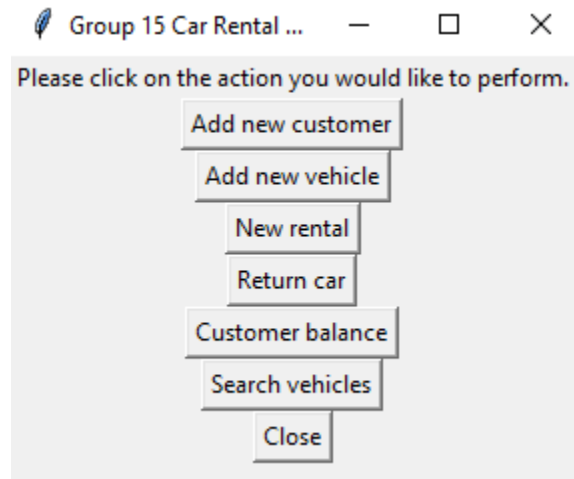 Group 15 Car Rental ...
Please click on the action you would like to perform.
Add new customer
Add new vehicle
New rental
Return car
Customer balance
Search vehicles
Close